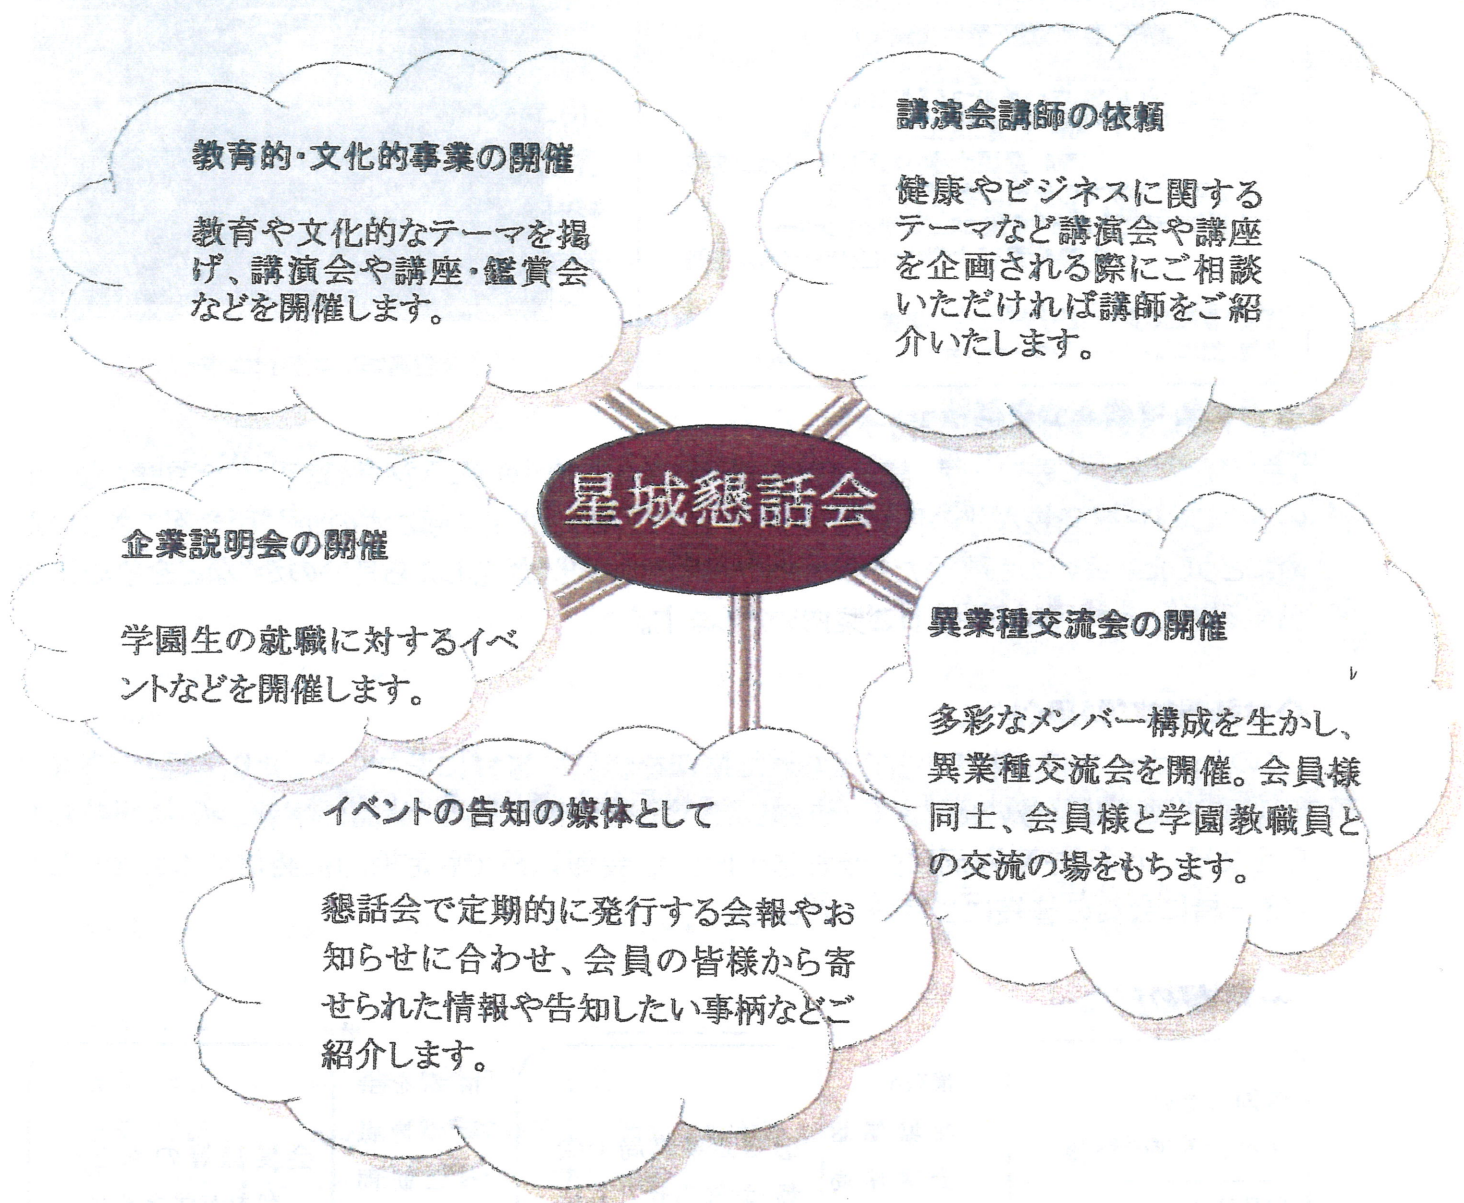 教育的・文化的事業の開催
教育や文化的なテーマを掲
げ、講演会や講座・鑑賞会
などを開催します。
講演会講師の依頼
健康やビジネスに関する
テーマなど講演会や講座
を企画される際にご相談
いただければ講師をご紹
介いたします。
星城懇話会
企業説明会の開催
学園生の就職に対するイベ
ントなどを開催します。
異業種交流会の開催
多彩なメンバー構成を生かし、
異業種交流会を開催。会員様
同士、会員様と学園教職員と
の交流の場をもちます。
イベントの告知の媒体として
懇話会で定期的に発行する会報やお
知らせに合わせ、会員の皆様から寄
せられた情報や告知したい事柄などご
紹介します。